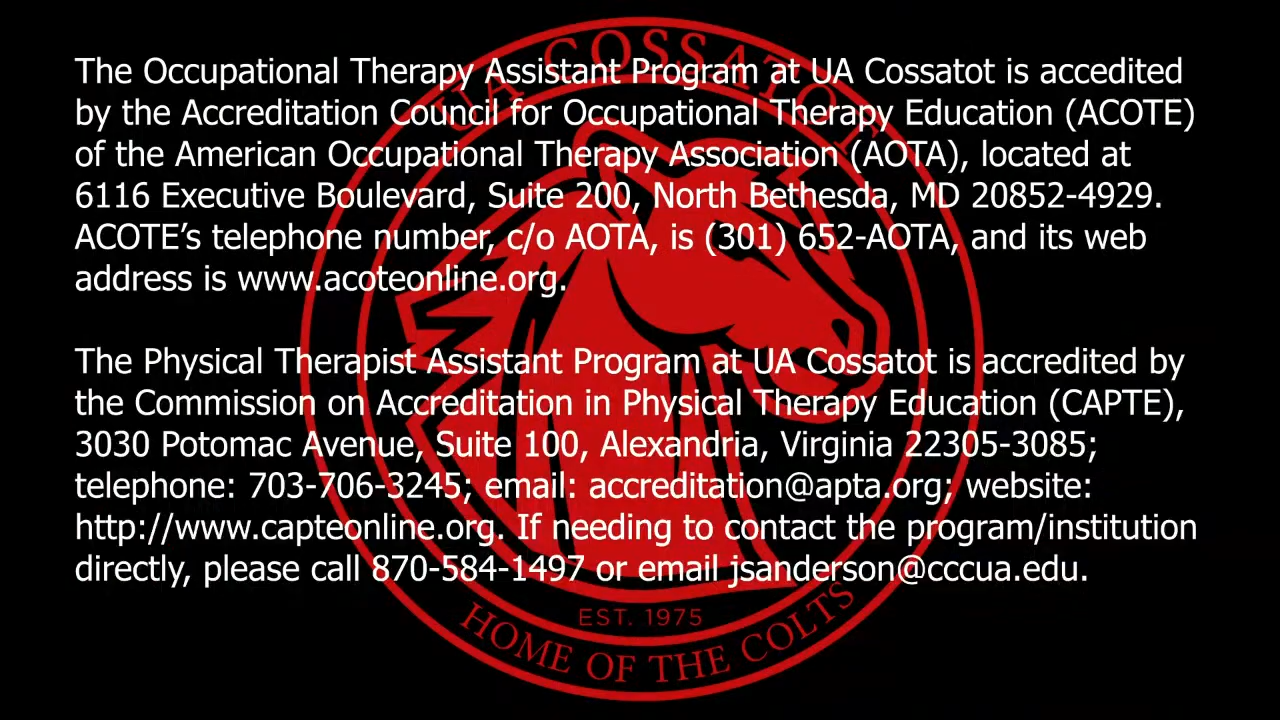 UA COSSATOT
The Occupational Therapy Assistant Program at UA Cossatot is accedited
by the Accreditation Council for Occupational Therapy Education (ACOTE)
of the American Occupational Therapy Association (AOTA), located at
6116 Executive Boulevard, Suite 200, North Bethesda, MD 20852-4929.
ACOTE’s telephone number, c/o AOTA, is (301) 652-AOTA, and its web
address is www.acoteonline.org.
The Physical Therapist Assistant Program at UA Cossatot is accredited by
the Commission on Accreditation in Physical Therapy Education (CAPTE),
3030 Potomac Avenue, Suite 100, Alexandria, Virginia 22305-3085;
telephone: 703-706-3245; email: accreditation@apta.org; website:
http://www.capteonline.org. If needing to contact the program/institution
directly, please call 870-584-1497 or email jsanderson@cccua.edu.
EST. 1975
HOME OF THE COLTS